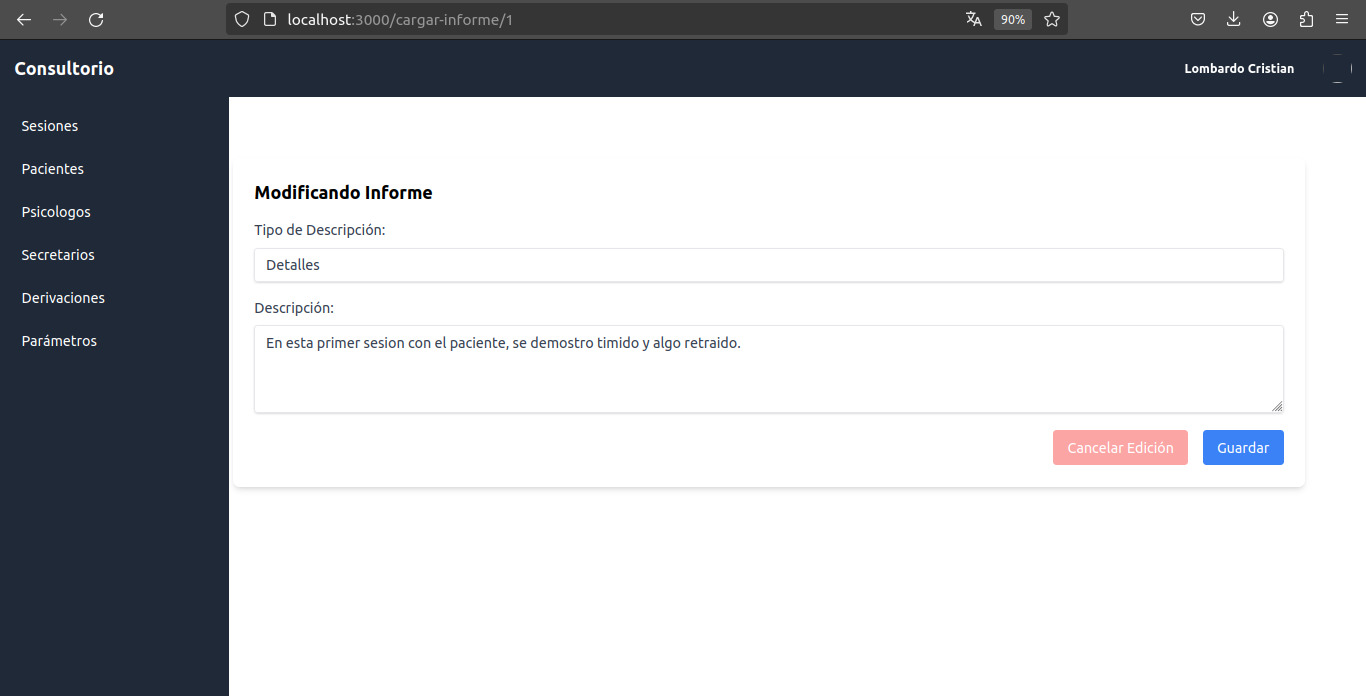 localhost:3000/cargar-informe/1
90%
Consultorio
Lombardo Cristian
Sesiones
Pacientes
Psicologos
Secretarios
Derivaciones
Parámetros
Modificando Informe
Tipo de Descripción:
Detalles
Descripción:
En esta primer sesion con el paciente, se demostro timido y algo retraido.
Cancelar Edición
Guardar